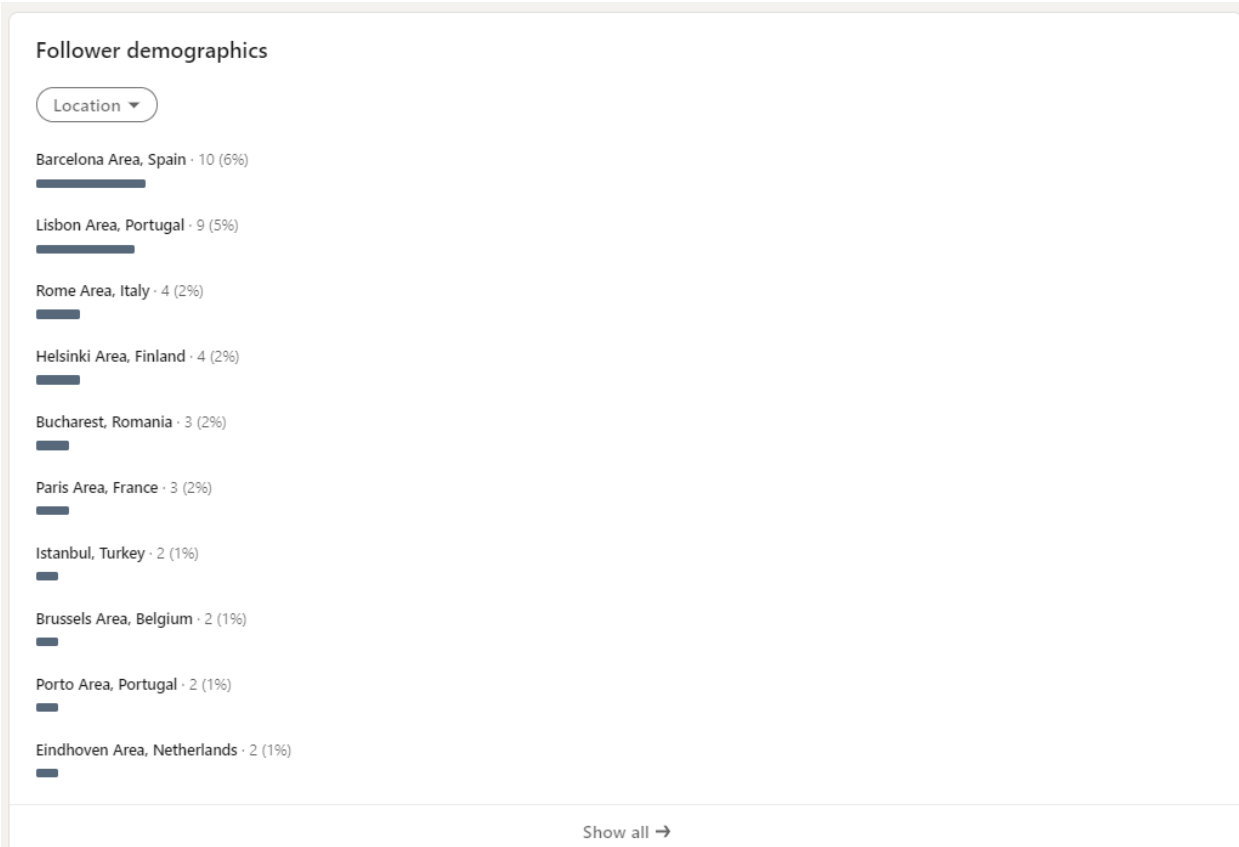 Follower demographics
Location
Barcelona Area, Spain · 10 (6%)
Lisbon Area, Portugal · 9 (5%)
Rome Area, Italy · 4 (2%)
Helsinki Area, Finland · 4 (2%)
Bucharest, Romania · 3 (2%)
Paris Area, France · 3 (2%)
Istanbul, Turkey · 2 (1%)
Brussels Area, Belgium · 2 (1%)
Porto Area, Portugal · 2 (1%)
Eindhoven Area, Netherlands · 2 (1%)
Show all →